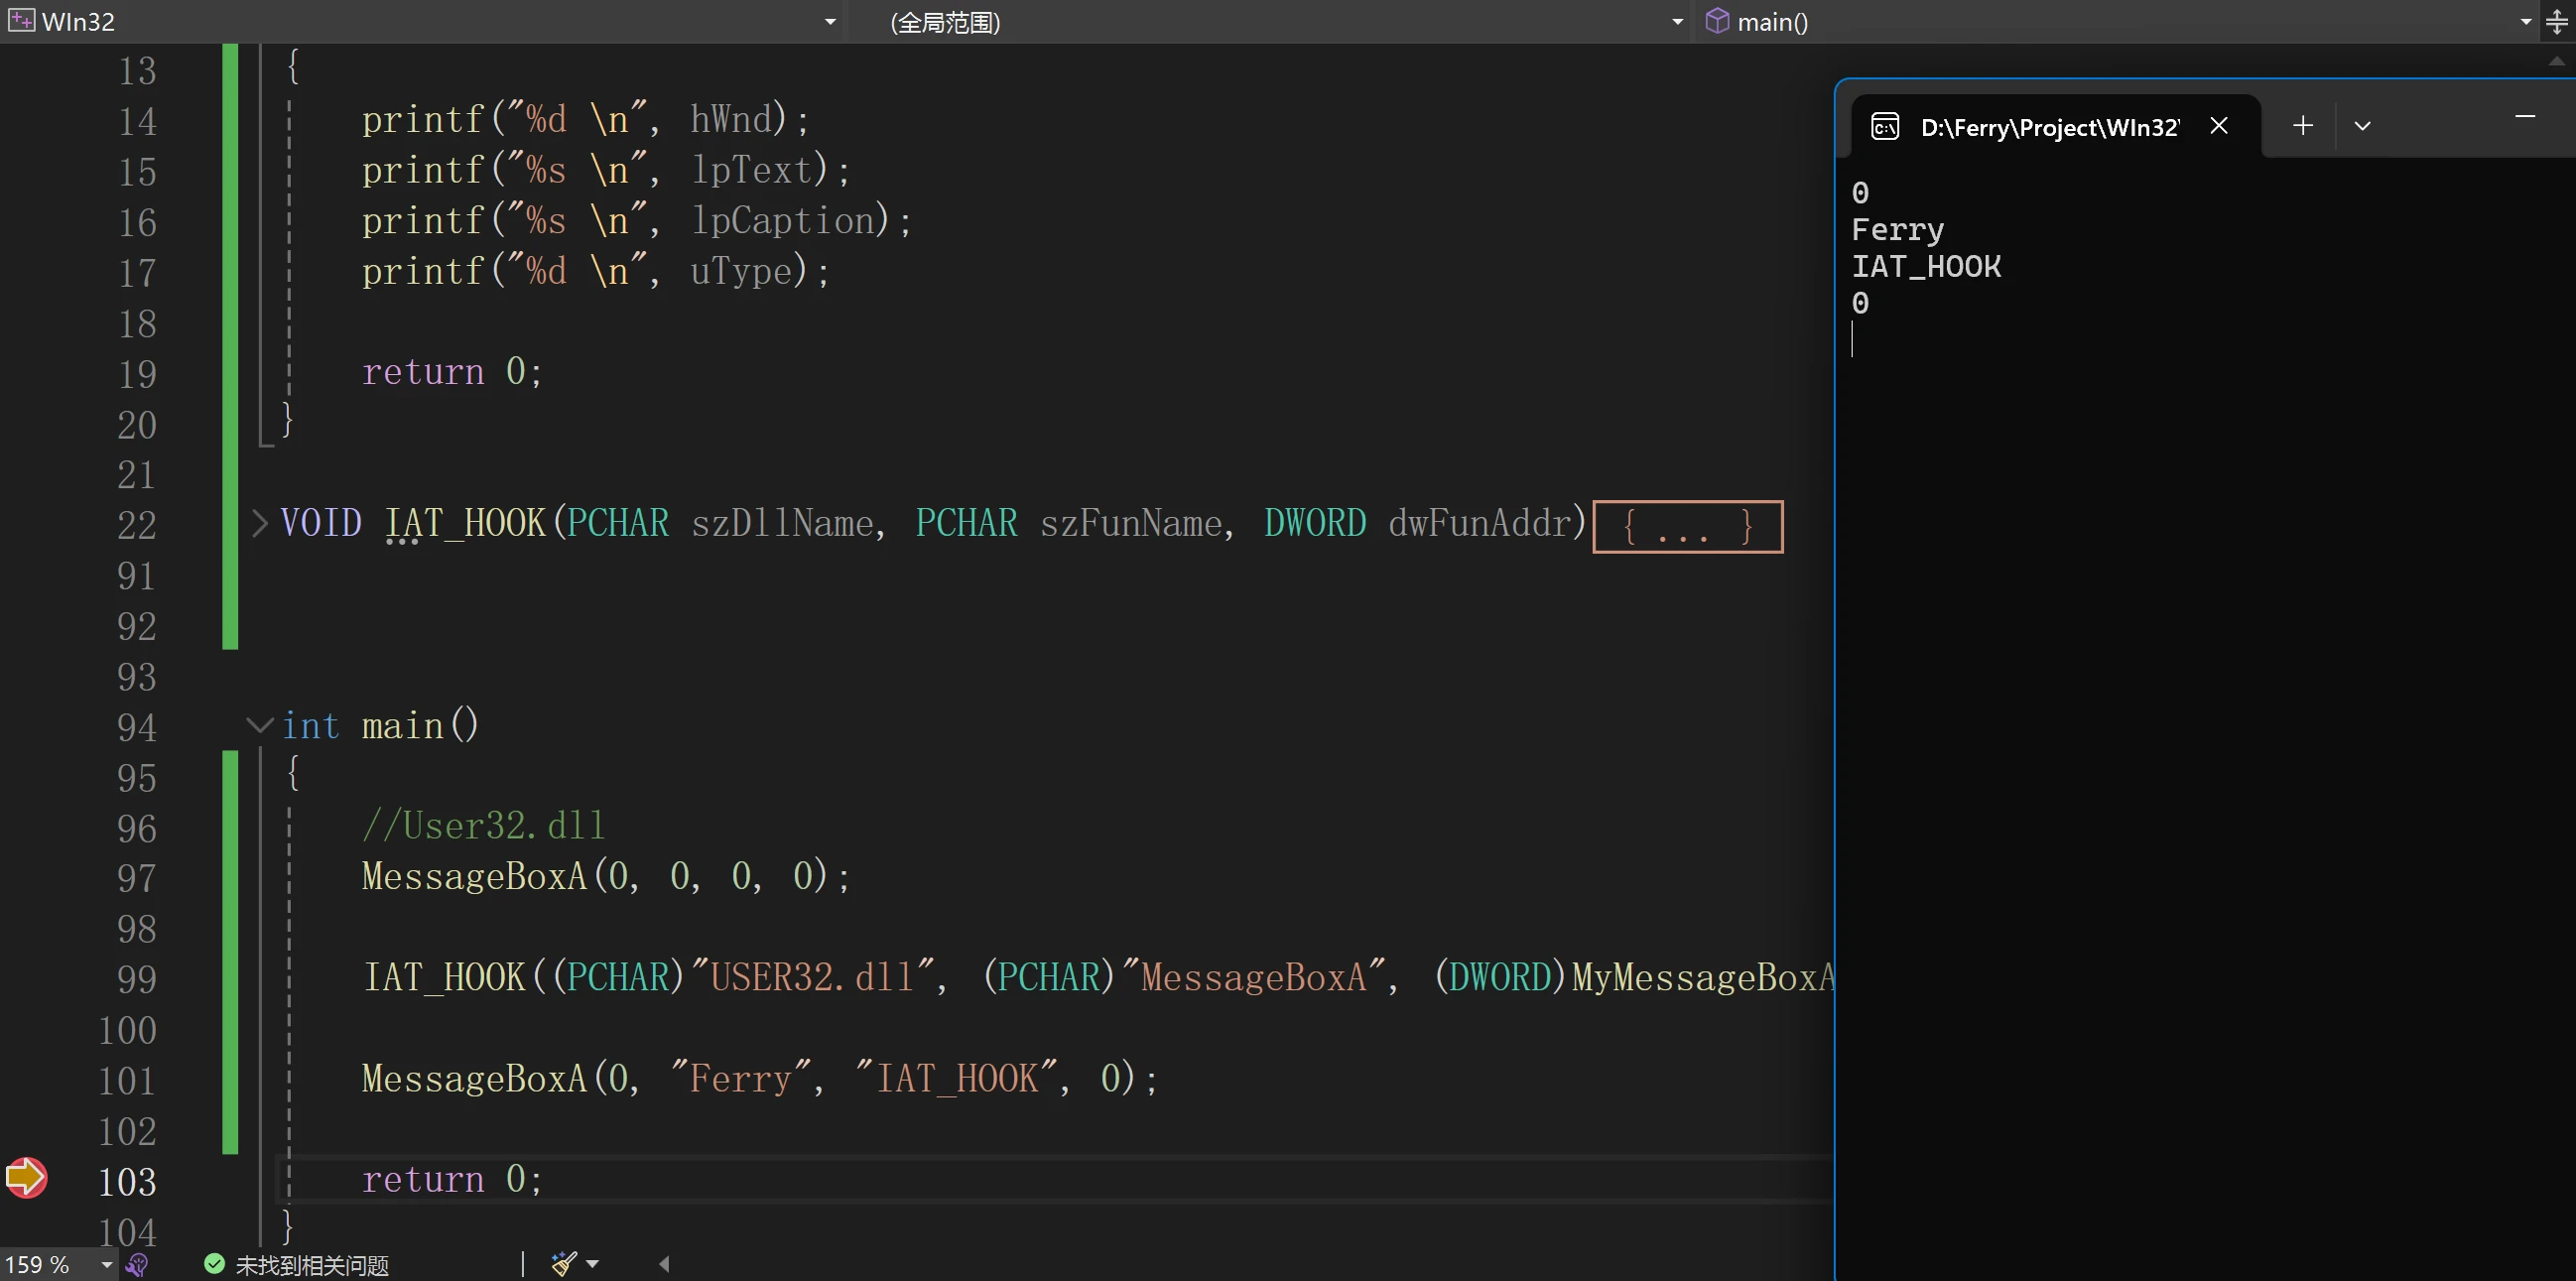 WIn32 (全局范围) main()
13 {
14 printf("%d \n", hWnd);
15 printf("%s \n", lpText);
16 printf("%s \n", lpCaption);
17 printf("%d \n", uType);
18
19 return 0;
20 }
21
22 VOID IAT_HOOK(PCHAR szDllName, PCHAR szFunName, DWORD dwFunAddr) { ... }
91
92
93
94 int main()
95 {
96 //User32.dll
97 MessageBoxA(0, 0, 0, 0);
98
99 IAT_HOOK((PCHAR)"USER32.dll", (PCHAR)"MessageBoxA", (DWORD)MyMessageBoxA
100
101 MessageBoxA(0, "Ferry", "IAT_HOOK", 0);
102
103 return 0;
104 }
159 % 未找到相关问题
D:\Ferry\Project\WIn32\
0
Ferry
IAT_HOOK
0